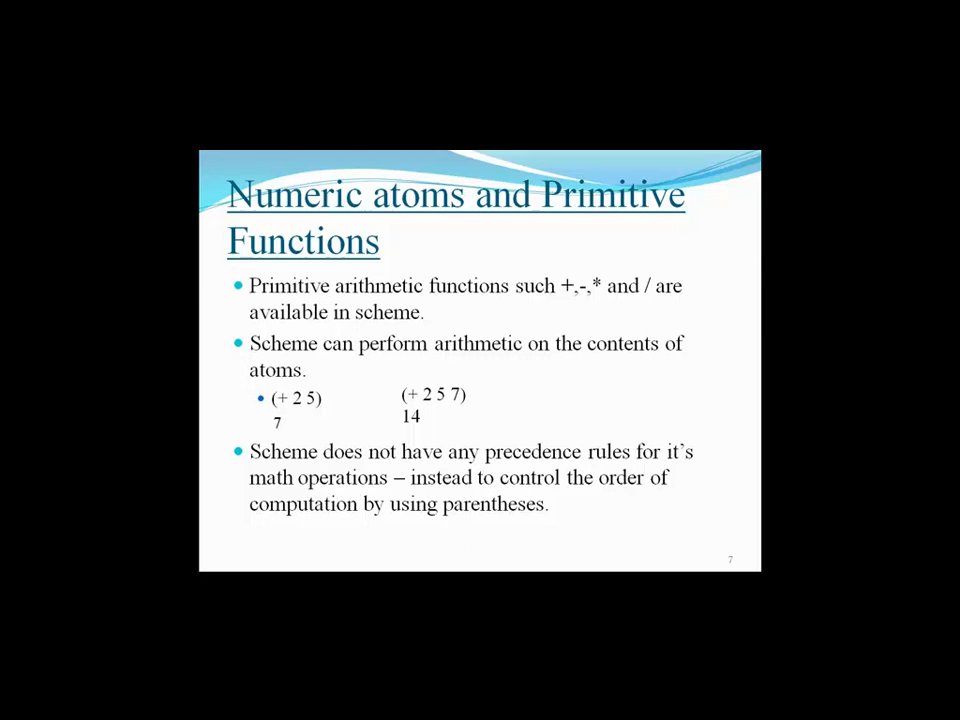 Numeric atoms and Primitive
Functions
Primitive arithmetic functions such +,-,* and / are
available in scheme.
Scheme can perform arithmetic on the contents of
atoms.
(+ 2 5) (+ 2 5 7)
7 14
Scheme does not have any precedence rules for it's
math operations – instead to control the order of
computation by using parentheses.
7